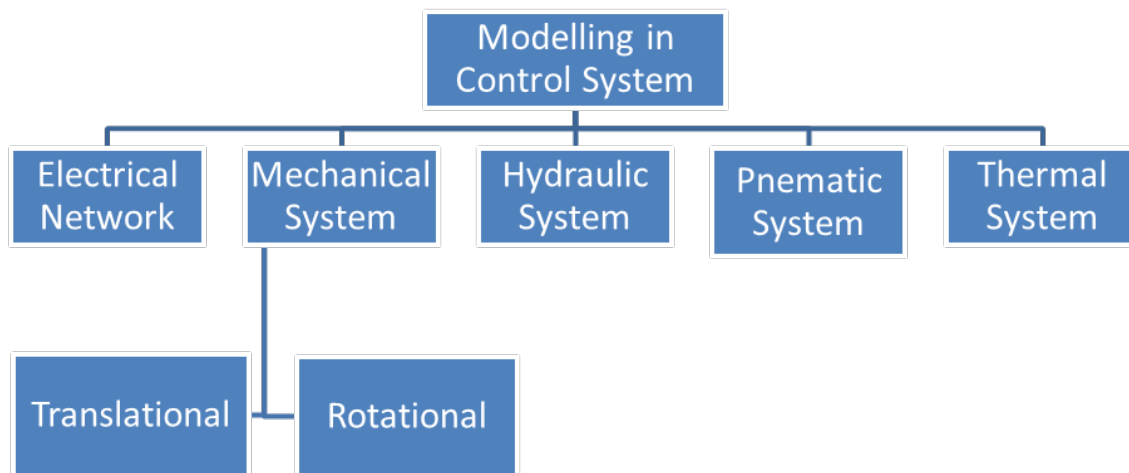 Modelling in
Control System
Electrical
Network
Mechanical
System
Hydraulic
System
Pnematic
System
Thermal
System
Translational
Rotational